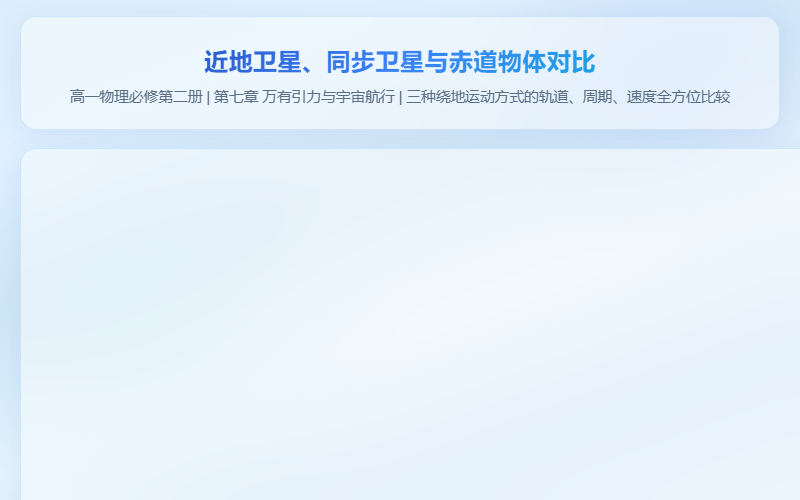 近地卫星、同步卫星与赤道物体对比
高一物理必修第二册 | 第七章 万有引力与宇宙航行 | 三种绕地运动方式的轨道、周期、速度全方位比较